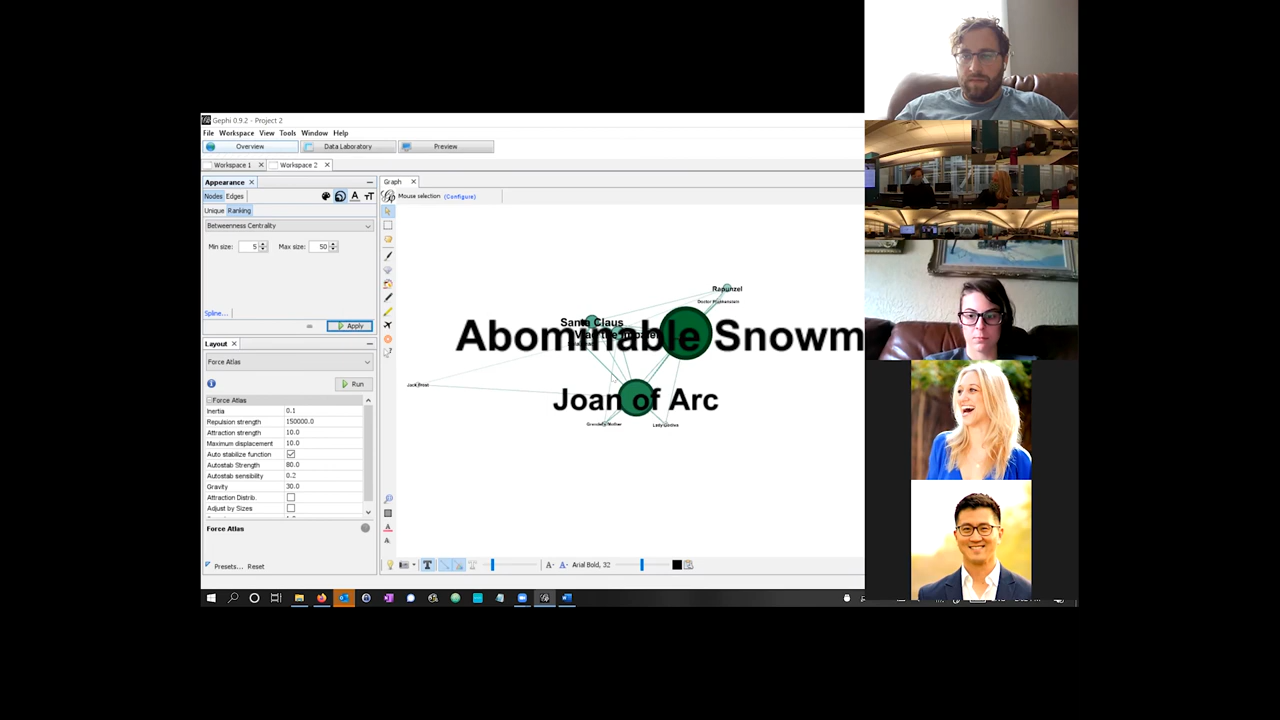 Gephi 0.9.2 - Project 2
File Workspace View Tools Window Help
Overview Data Laboratory Preview
Workspace 1 Workspace 2
Appearance
Nodes Edges
Unique Ranking
Betweenness Centrality
Min size: 5 Max size: 50
Spline...
Apply
Layout
Force Atlas
Run
Force Atlas
Inertia 0.1
Repulsion strength 150000.0
Attraction strength 10.0
Maximum displacement 10.0
Auto stabilize function
Autostab Strength 80.0
Autostab sensibility 0.2
Gravity 30.0
Attraction Distrib.
Adjust by Sizes
Force Atlas
Presets... Reset
Graph
Mouse selection (Configure)
Rapunzel
Santa Claus
Abominable Snowm
Jack Frost
Joan of Arc
Grendel's Mother
Arial Bold, 32